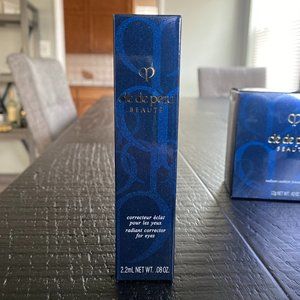 clé de peau
BEAUTÉ
correcteur éclat
pour les yeux
radiant corrector
for eyes
2.2mL NET WT. .08 OZ.
clé de peau
BEAUTÉ